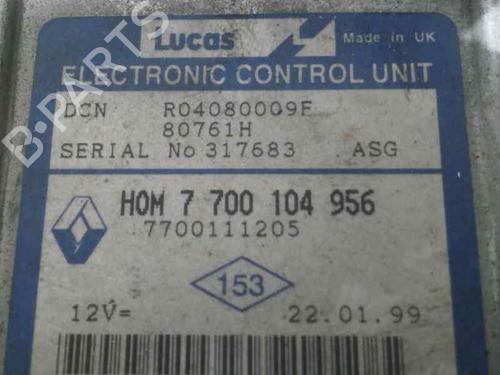 Lucas Made in UK
ELECTRONIC CONTROL UNIT
DCN R04080009F
80761H
SERIAL No 317683 ASG
HOM 7 700 104 956
7700111205
153
12V= 22.01.99
B-PARTS